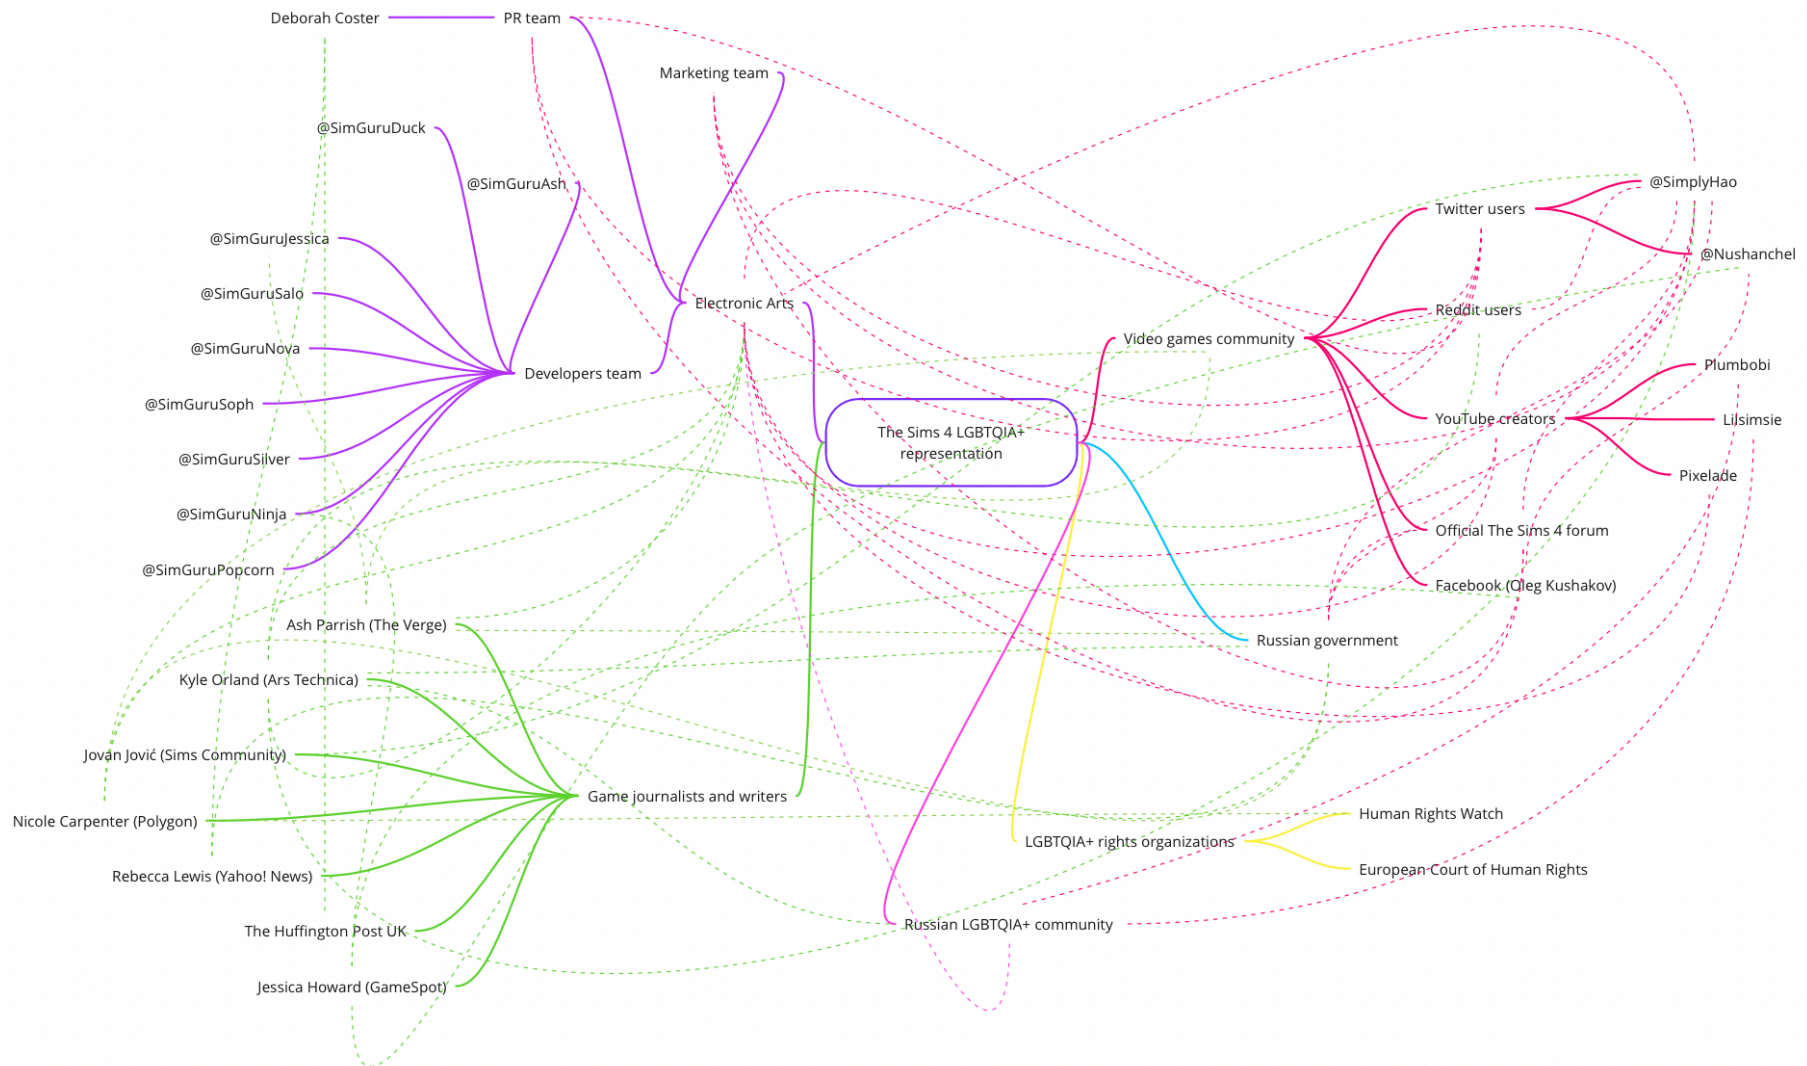 Deborah Coster
PR team
Marketing team
@SimGuruDuck
@SimGuruAsh
@SimGuruJessica
@SimGuruSalo
@SimGuruNova
@SimGuruSoph
@SimGuruSilver
@SimGuruNinja
@SimGuruPopcorn
Developers team
Electronic Arts
The Sims 4 LGBTQIA+
representation
Video games community
Twitter users
@SimplyHao
@Nushanchel
Reddit users
YouTube creators
Plumbobi
Lilsimsie
Pixelade
Official The Sims 4 forum
Facebook (Oleg Kushakov)
Russian government
Ash Parrish (The Verge)
Kyle Orland (Ars Technica)
Jovan Jović (Sims Community)
Nicole Carpenter (Polygon)
Rebecca Lewis (Yahoo! News)
The Huffington Post UK
Jessica Howard (GameSpot)
Game journalists and writers
LGBTQIA+ rights organizations
Human Rights Watch
European Court of Human Rights
Russian LGBTQIA+ community